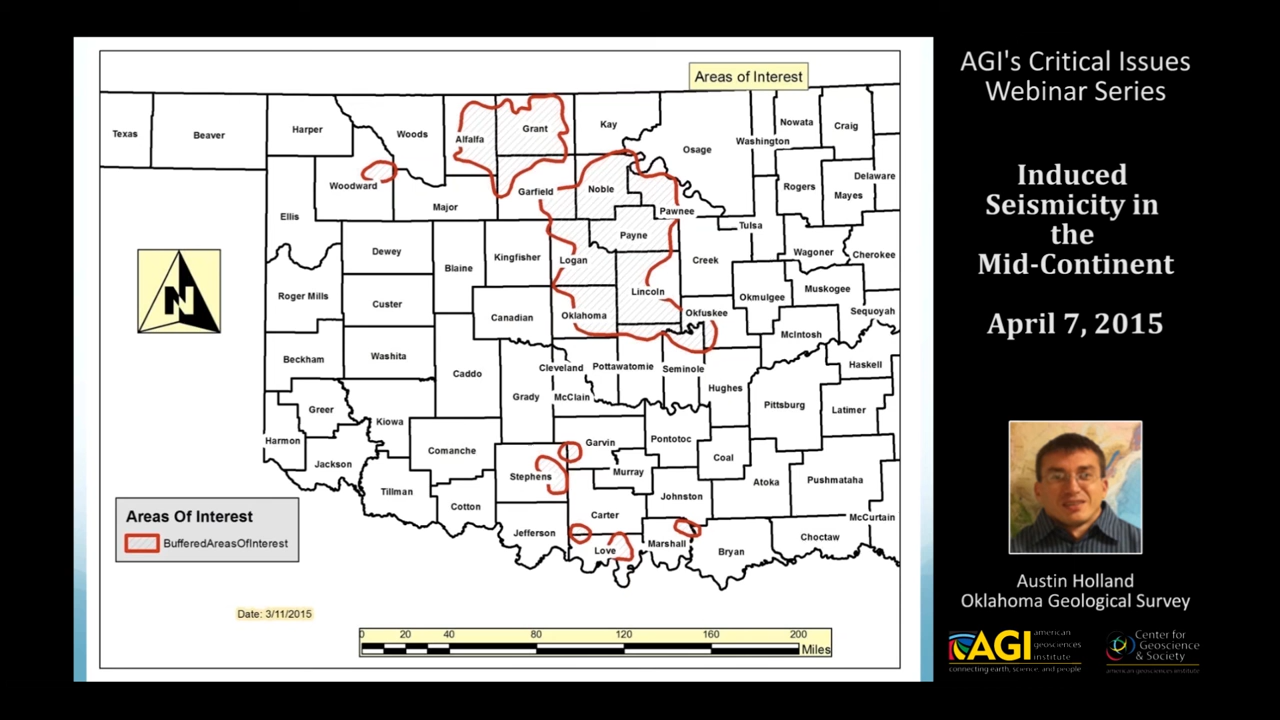 Areas of Interest
Texas
Beaver
Harper
Woods
Alfalfa
Grant
Kay
Osage
Nowata
Craig
Washington
Woodward
Major
Garfield
Noble
Pawnee
Rogers
Mayes
Delaware
Ellis
Dewey
Blaine
Kingfisher
Logan
Payne
Tulsa
Creek
Wagoner
Cherokee
Roger Mills
Custer
Canadian
Oklahoma
Lincoln
Okfuskee
Okmulgee
Muskogee
Sequoyah
McIntosh
Beckham
Washita
Caddo
Cleveland
Pottawatomie
Seminole
Hughes
Haskell
Greer
Kiowa
Grady
McClain
Pittsburg
Latimer
Harmon
Jackson
Comanche
Garvin
Pontotoc
Coal
Tillman
Cotton
Stephens
Murray
Johnston
Atoka
Pushmataha
McCurtain
Jefferson
Carter
Love
Marshall
Bryan
Choctaw
N
Areas Of Interest
BufferedAreasOfInterest
Date: 3/11/2015
0 20 40 80 120 160 200
Miles
AGI's Critical Issues
Webinar Series
Induced
Seismicity in
the
Mid-Continent
April 7, 2015
Austin Holland
Oklahoma Geological Survey
AGI american
geosciences
institute
connecting earth, science, and people
Center for
Geoscience
& Society
american geosciences institute